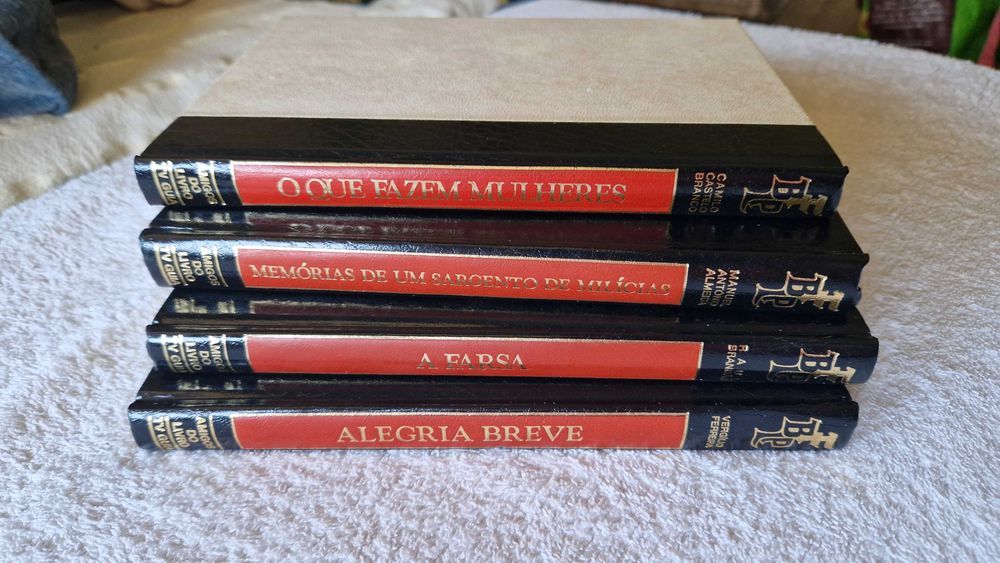 O QUE FAZEM MULHERES
CAMILO
CASTELO
BRANCO
AMIGOS
DO
LIVRO
TV GUIA
BP
MEMÓRIAS DE UM SARGENTO DE MILÍCIAS
MANUEL
ANTÓNIO
ALMEIDA
AMIGOS
DO
LIVRO
TV GUIA
BP
A FARSA
RAUL
BRANDÃO
AMIGOS
DO
LIVRO
TV GUIA
BP
ALEGRIA BREVE
VERGÍLIO
FERREIRA
AMIGOS
DO
LIVRO
TV GUIA
BP